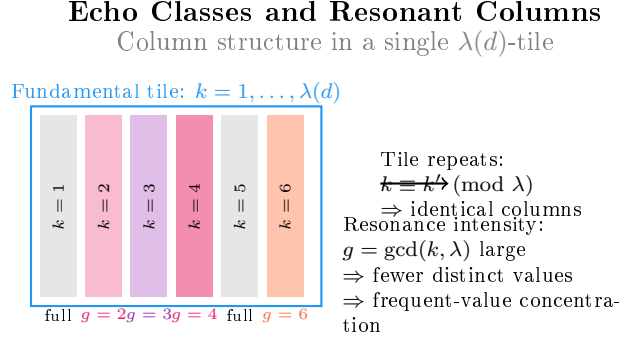 Echo Classes and Resonant Columns
Column structure in a single λ(d)-tile
Fundamental tile: k = 1, . . . , λ(d)
k = 1
k = 2
k = 3
k = 4
k = 5
k = 6
full g = 2 g = 3 g = 4 full g = 6
Tile repeats:
k ≡ k′ (mod λ)
⇒ identical columns
Resonance intensity:
g = gcd(k, λ) large
⇒ fewer distinct values
⇒ frequent-value concentra-
tion